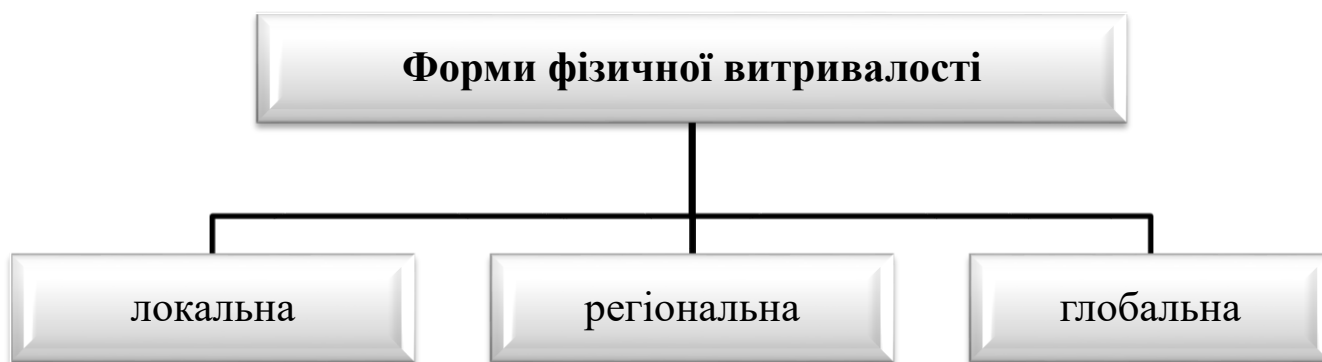 Форми фізичної витривалості
локальна
регіональна
глобальна